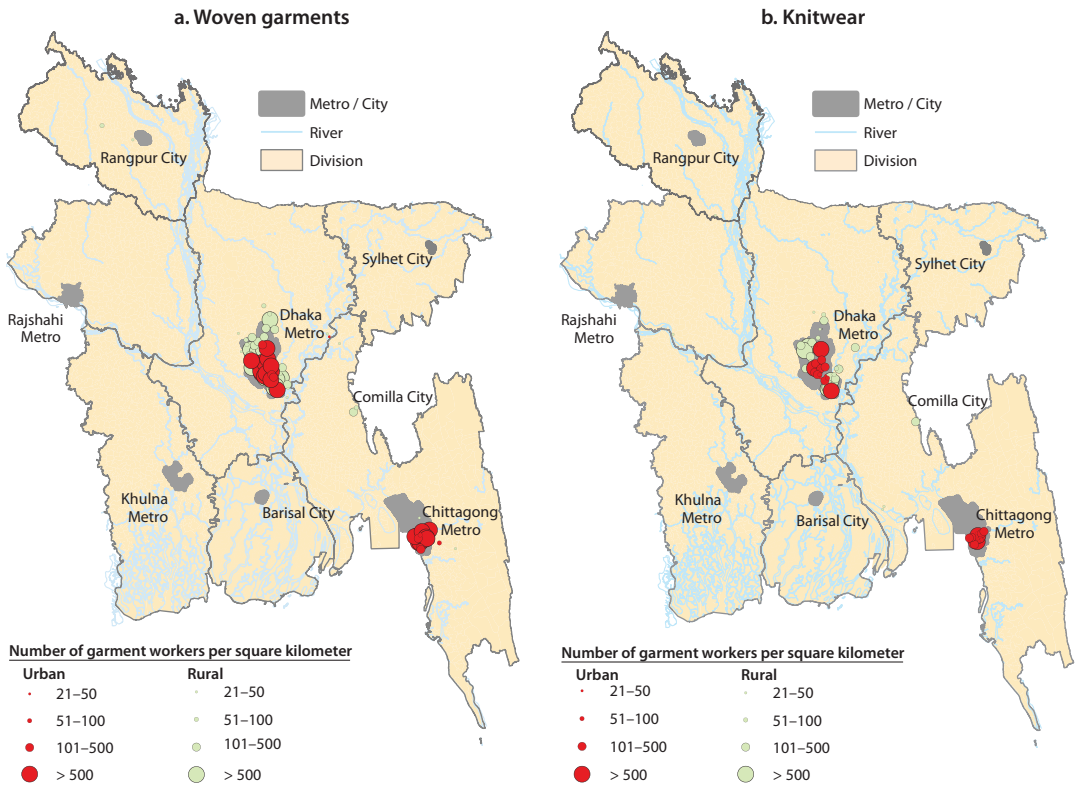 a. Woven garments
Metro / City
River
Division
Rangpur City
Sylhet City
Rajshahi
Metro
Dhaka
Metro
Comilla City
Khulna
Metro
Barisal City
Chittagong
Metro
Number of garment workers per square kilometer
Urban Rural
21–50 21–50
51–100 51–100
101–500 101–500
> 500 > 500
b. Knitwear
Metro / City
River
Division
Rangpur City
Sylhet City
Rajshahi
Metro
Dhaka
Metro
Comilla City
Khulna
Metro
Barisal City
Chittagong
Metro
Number of garment workers per square kilometer
Urban Rural
21–50 21–50
51–100 51–100
101–500 101–500
> 500 > 500